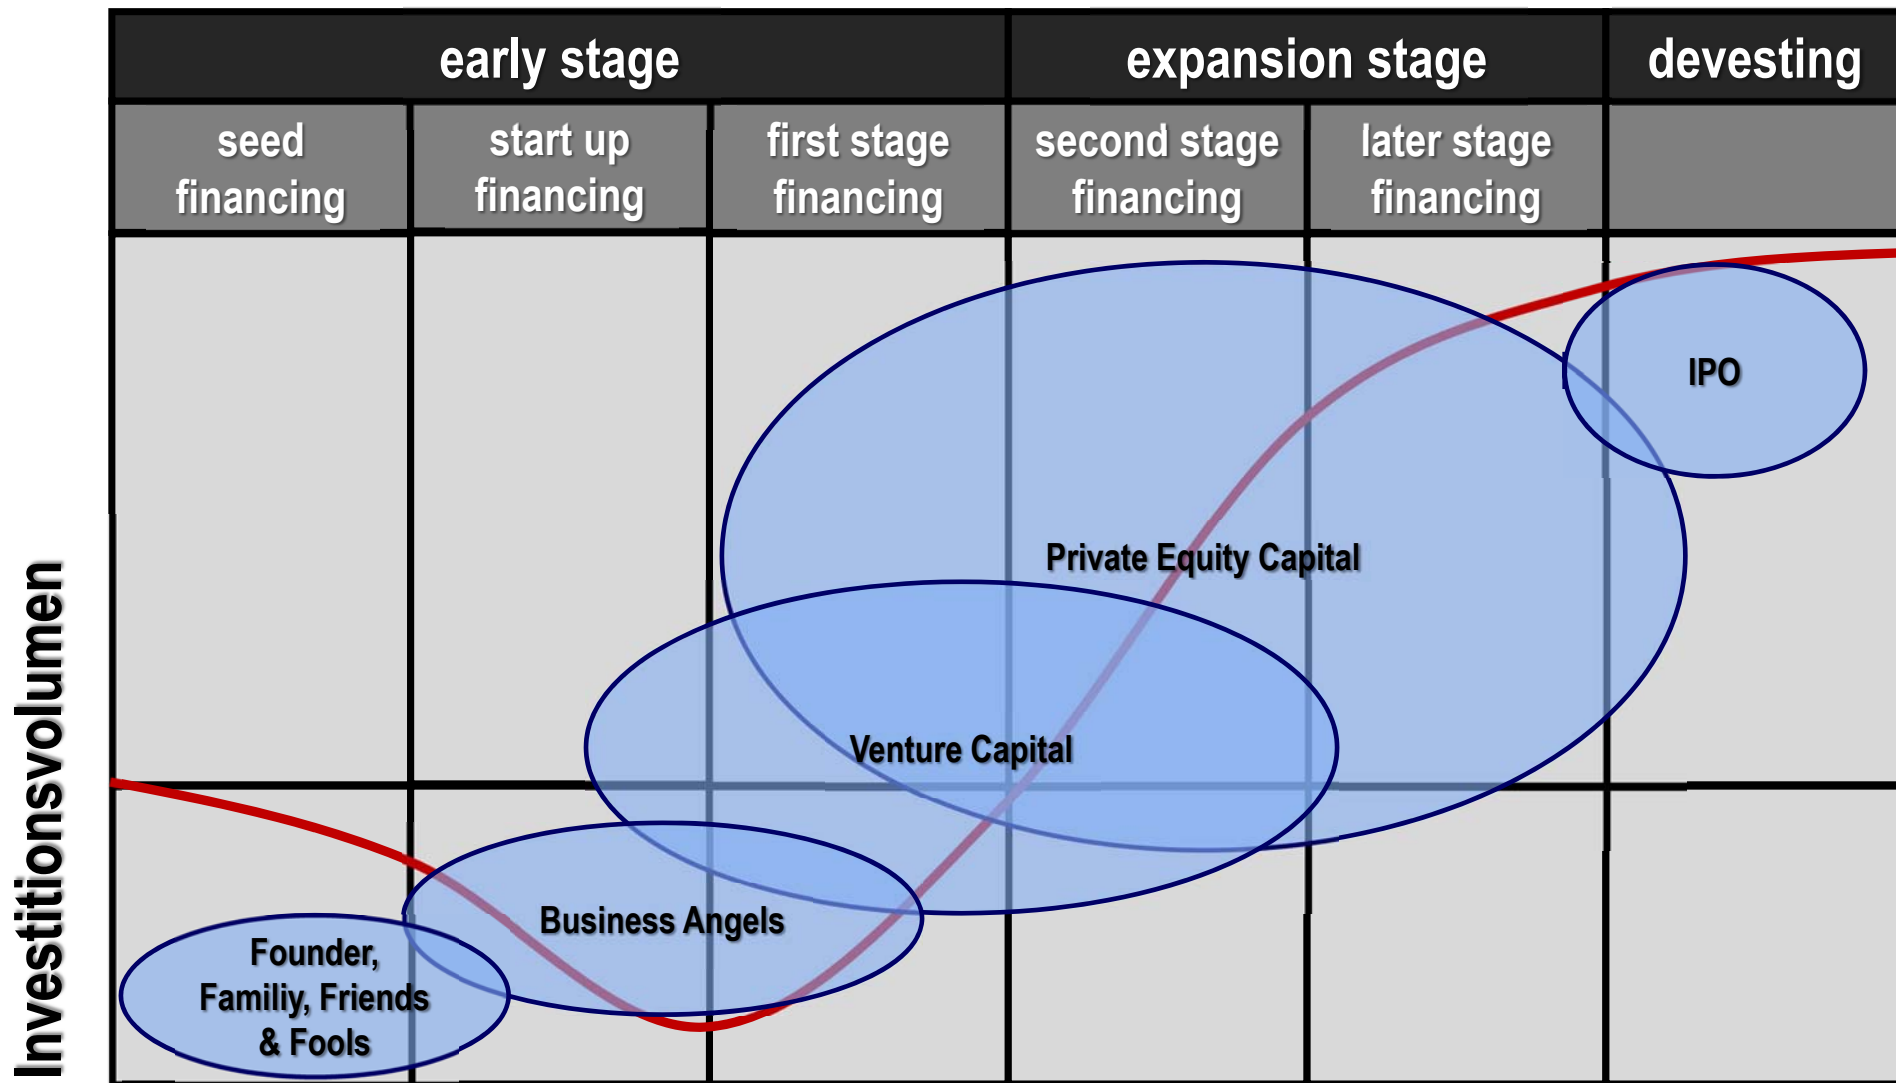 early stage
expansion stage
devesting
seed
financing
start up
financing
first stage
financing
second stage
financing
later stage
financing
IPO
Private Equity Capital
Venture Capital
Business Angels
Founder,
Familiy, Friends
& Fools
Investitionsvolumen